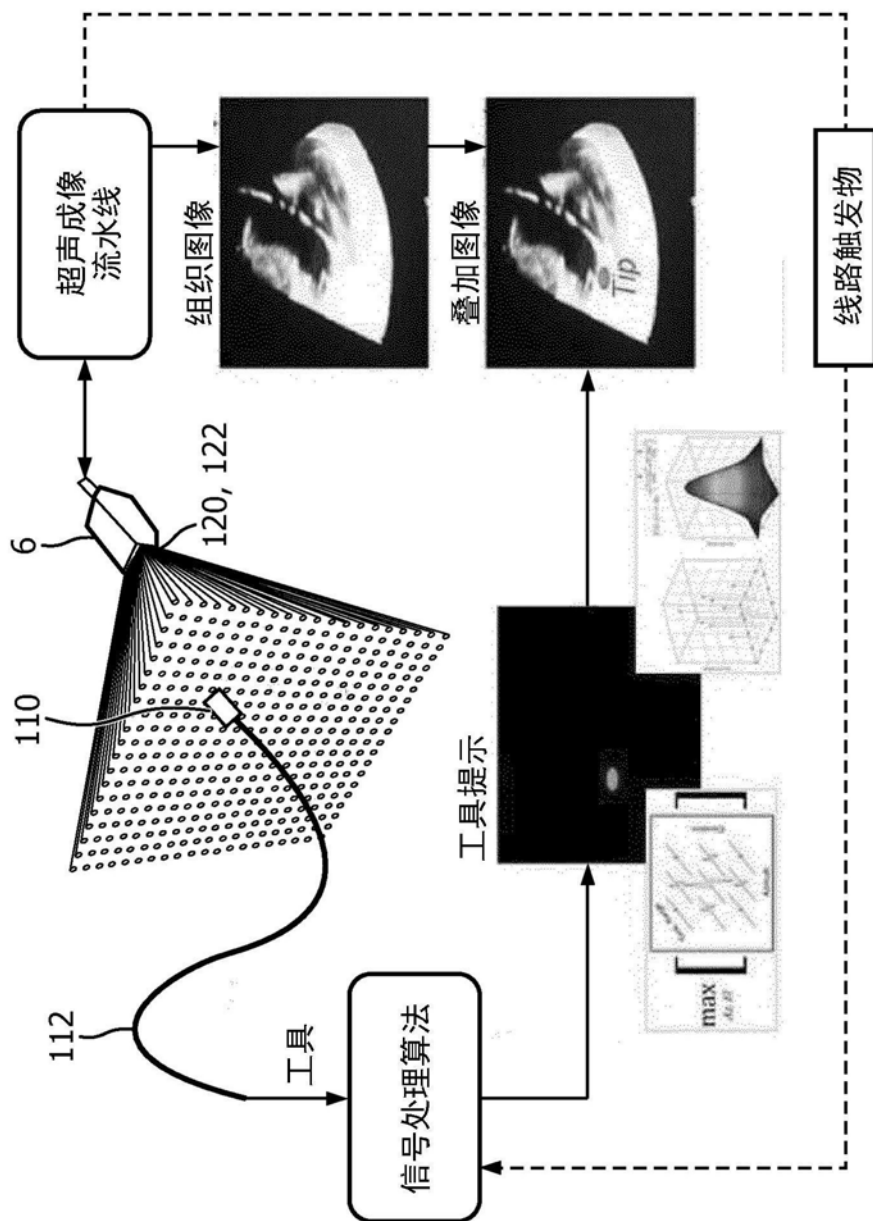 超声成像
流水线
组织图像
叠加图像
Tip
线路触发物
6
120, 122
110
112
工具
信号处理算法
工具提示
max